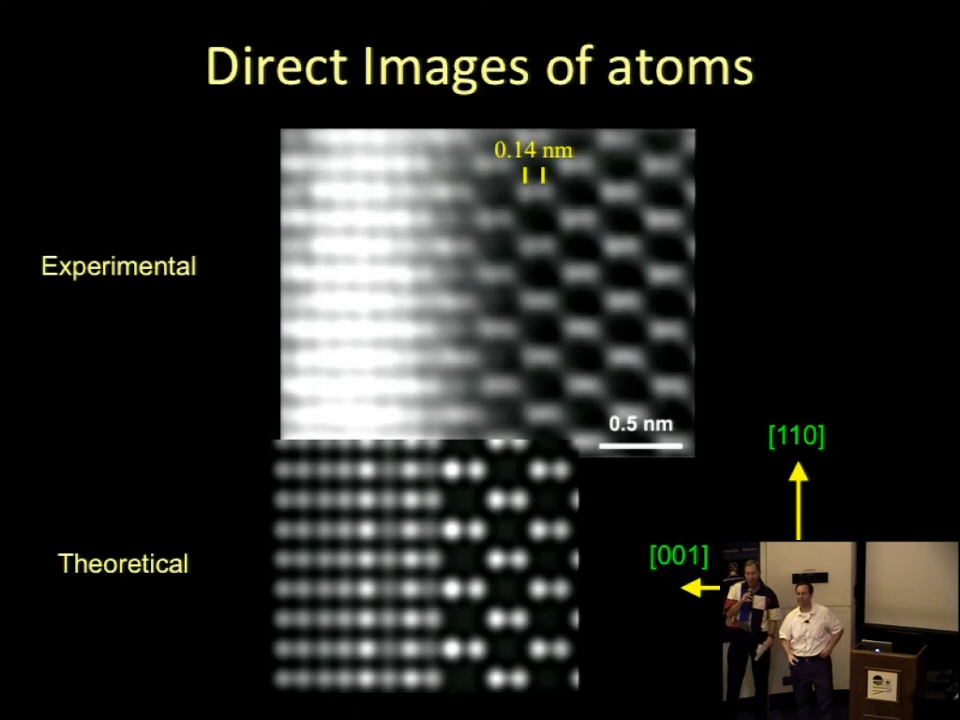 Direct Images of atoms
0.14 nm
Experimental
0.5 nm
[110]
[001]
Theoretical